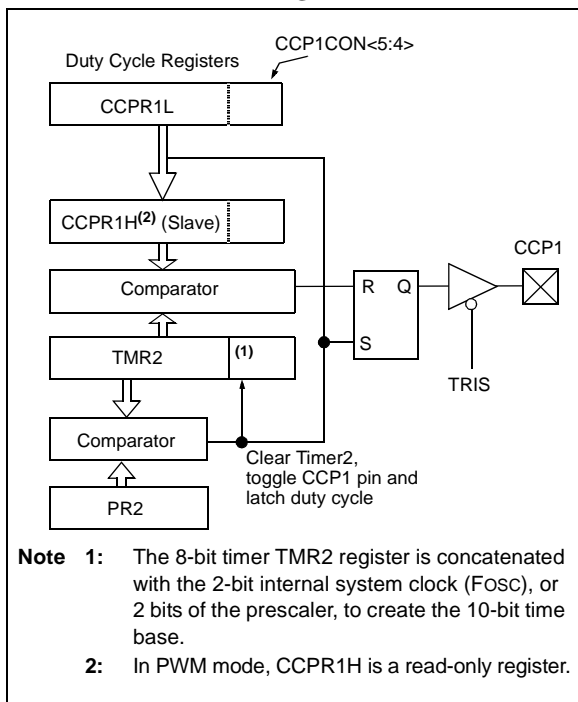 CCP1CON<5:4>
Duty Cycle Registers
CCPR1L
CCPR1H(2) (Slave)
CCP1
Comparator
R Q
TMR2
(1)
S
TRIS
Comparator
Clear Timer2,
toggle CCP1 pin and
latch duty cycle
PR2
Note 1: The 8-bit timer TMR2 register is concatenated
with the 2-bit internal system clock (FOSC), or
2 bits of the prescaler, to create the 10-bit time
base.
2: In PWM mode, CCPR1H is a read-only register.